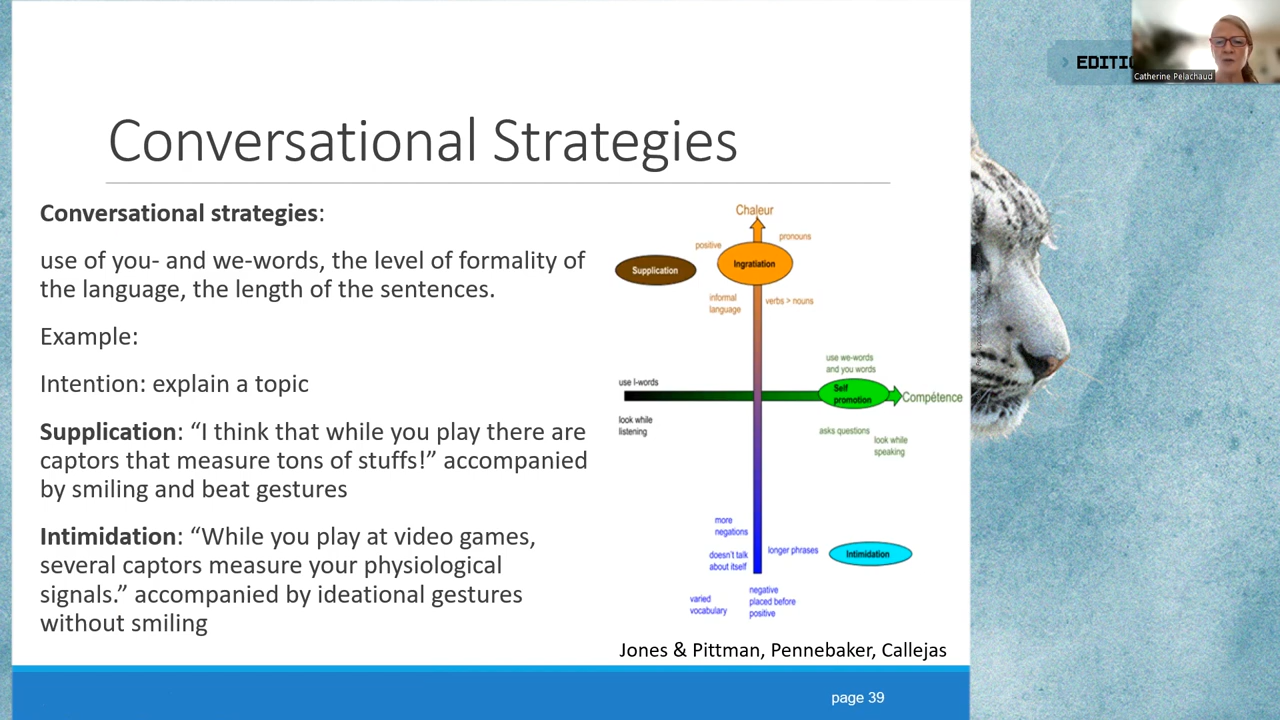 EDITIO
Catherine Pelachaud
Conversational Strategies
Conversational strategies:
use of you- and we-words, the level of formality of
the language, the length of the sentences.
Example:
Intention: explain a topic
Supplication: “I think that while you play there are
captors that measure tons of stuffs!” accompanied
by smiling and beat gestures
Intimidation: “While you play at video games,
several captors measure your physiological
signals.” accompanied by ideational gestures
without smiling
Chaleur
pronouns
positive
Supplication
Ingratiation
informal
language
verbs > nouns
use we-words
and you words
use I-words
Self
promotion
Compétence
look while
listening
asks questions
look while
speaking
more
negations
doesn't talk
about itself
longer phrases
Intimidation
varied
vocabulary
negative
placed before
positive
Jones & Pittman, Pennebaker, Callejas
page 39